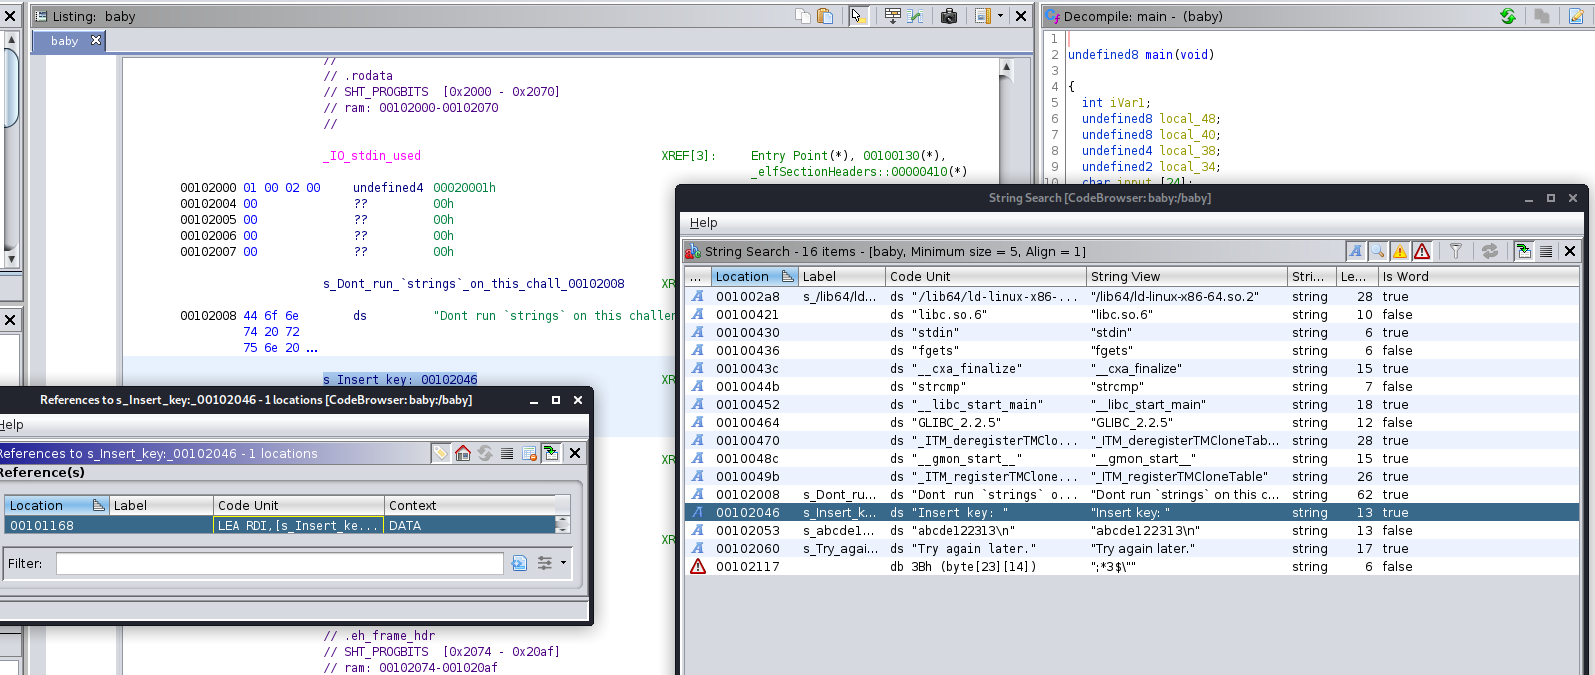 Listing: baby
baby
//
// .rodata
// SHT_PROGBITS [0x2000 - 0x2070]
// ram: 00102000-00102070
//
_IO_stdin_used XREF[3]: Entry Point(*), 00100130(*),
_elfSectionHeaders::00000410(*)
00102000 01 00 02 00 undefined4 00020001h
00102004 00 ?? 00h
00102005 00 ?? 00h
00102006 00 ?? 00h
00102007 00 ?? 00h
s_Dont_run_`strings`_on_this_chall_00102008
00102008 44 6f 6e ds "Dont run `strings` on this challen
74 20 72
75 6e 20 ...
s_Insert_key:_00102046
// .eh_frame_hdr
// SHT_PROGBITS [0x2074 - 0x20af]
// ram: 00102074-001020af
Decompile: main - (baby)
1
2 undefined8 main(void)
3
4 {
5 int iVar1;
6 undefined8 local_48;
7 undefined8 local_40;
8 undefined4 local_38;
9 undefined2 local_34;
10 char input [24];
References to s_Insert_key:_00102046 - 1 locations [CodeBrowser: baby:/baby]
Help
References to s_Insert_key:_00102046 - 1 locations
Reference(s)
Location Label Code Unit Context
00101168 LEA RDI,[s_Insert_ke... DATA
Filter:
String Search [CodeBrowser: baby:/baby]
Help
String Search - 16 items - [baby, Minimum size = 5, Align = 1]
... Location Label Code Unit String View Stri... Le... Is Word
A 001002a8 s_/lib64/ld... ds "/lib64/ld-linux-x86-... "/lib64/ld-linux-x86-64.so.2" string 28 true
A 00100421 ds "libc.so.6" "libc.so.6" string 10 false
A 00100430 ds "stdin" "stdin" string 6 true
A 00100436 ds "fgets" "fgets" string 6 false
A 0010043c ds "__cxa_finalize" "__cxa_finalize" string 15 true
A 0010044b ds "strcmp" "strcmp" string 7 false
A 00100452 ds "__libc_start_main" "__libc_start_main" string 18 true
A 00100464 ds "GLIBC_2.2.5" "GLIBC_2.2.5" string 12 false
A 00100470 ds "_ITM_deregisterTMClo... "_ITM_deregisterTMCloneTab... string 28 true
A 0010048c ds "__gmon_start__" "__gmon_start__" string 15 true
A 0010049b ds "_ITM_registerTMClone... "_ITM_registerTMCloneTable" string 26 true
A 00102008 s_Dont_ru... ds "Dont run `strings` o... "Dont run `strings` on this c... string 62 true
A 00102046 s_Insert_k... ds "Insert key: " "Insert key: " string 13 true
A 00102053 s_abcde1... ds "abcde122313\n" "abcde122313\n" string 13 false
A 00102060 s_Try_agai... ds "Try again later." "Try again later." string 17 true
00102117 db 3Bh (byte[23][14]) ";*3$\"" string 6 false